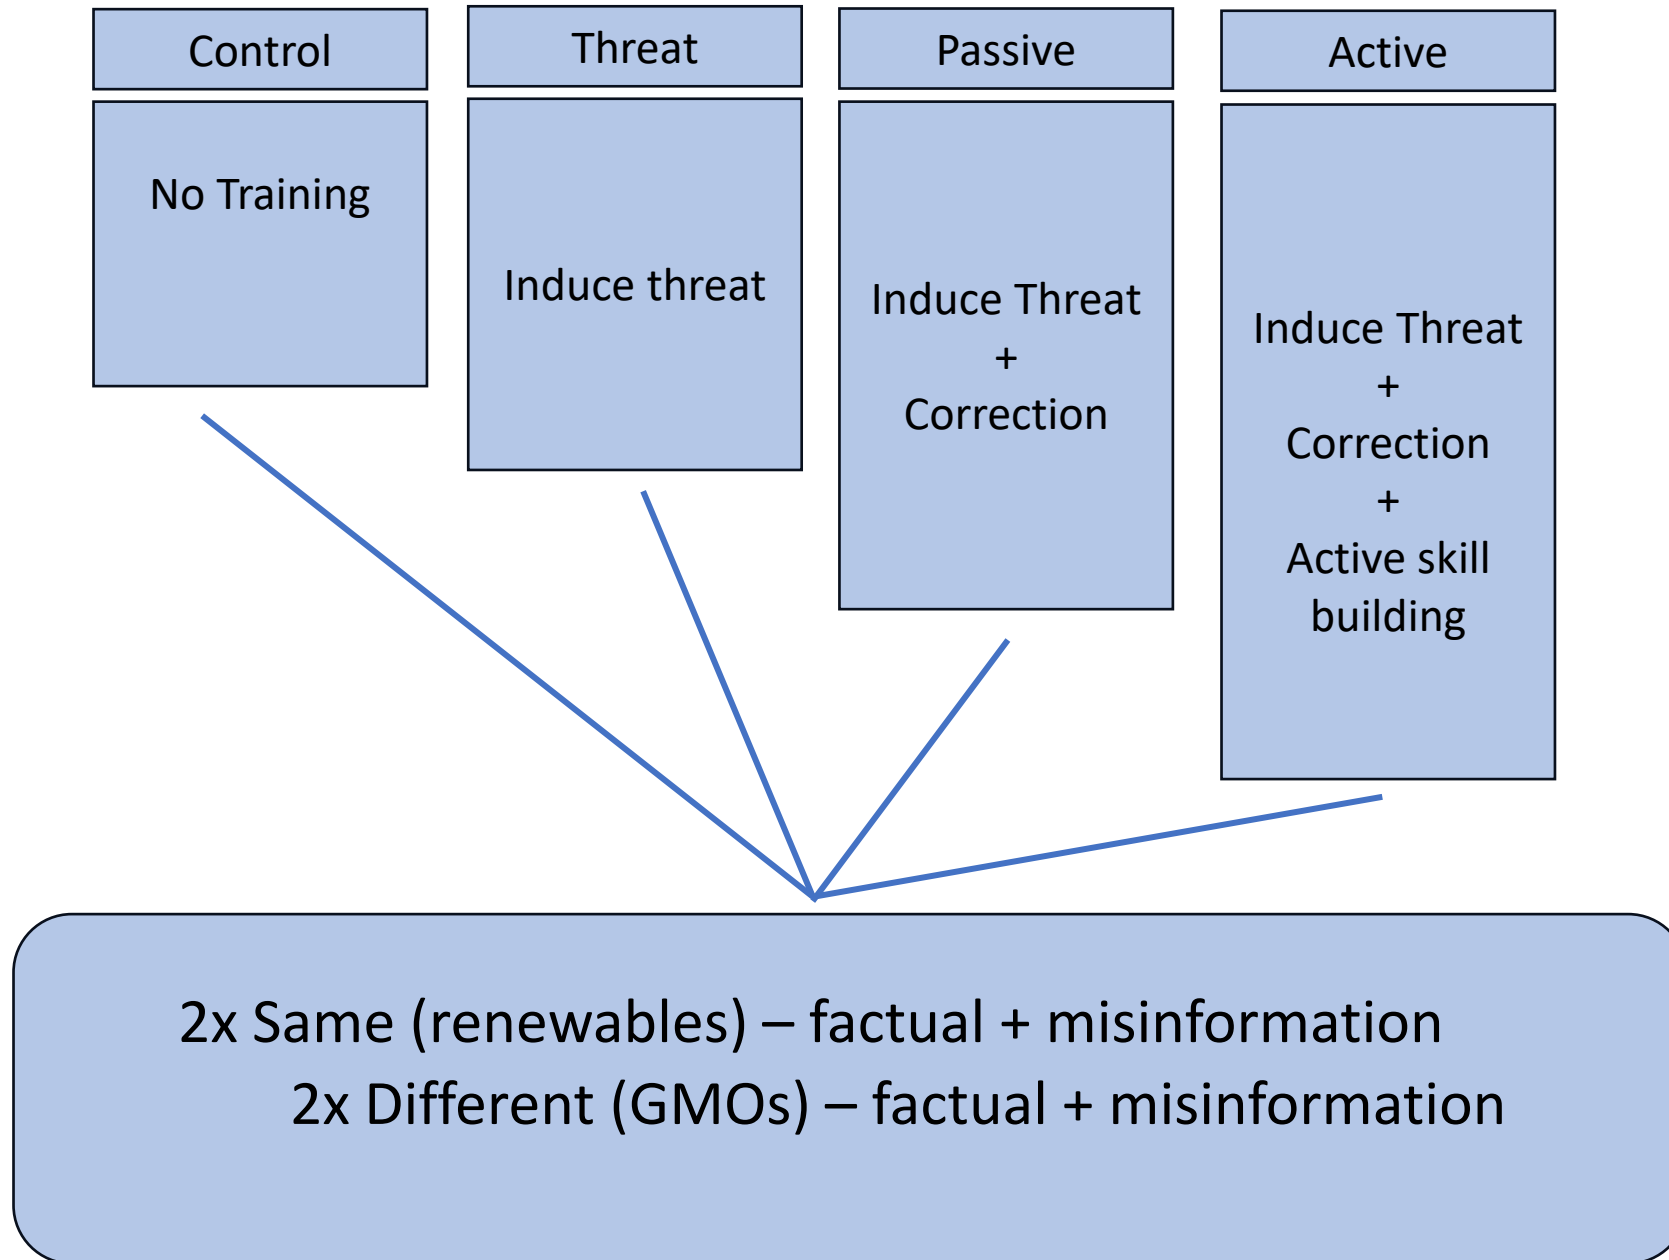 Control
No Training
Threat
Induce threat
Passive
Induce Threat
+
Correction
Active
Induce Threat
+
Correction
+
Active skill
building
2x Same (renewables) – factual + misinformation
2x Different (GMOs) – factual + misinformation